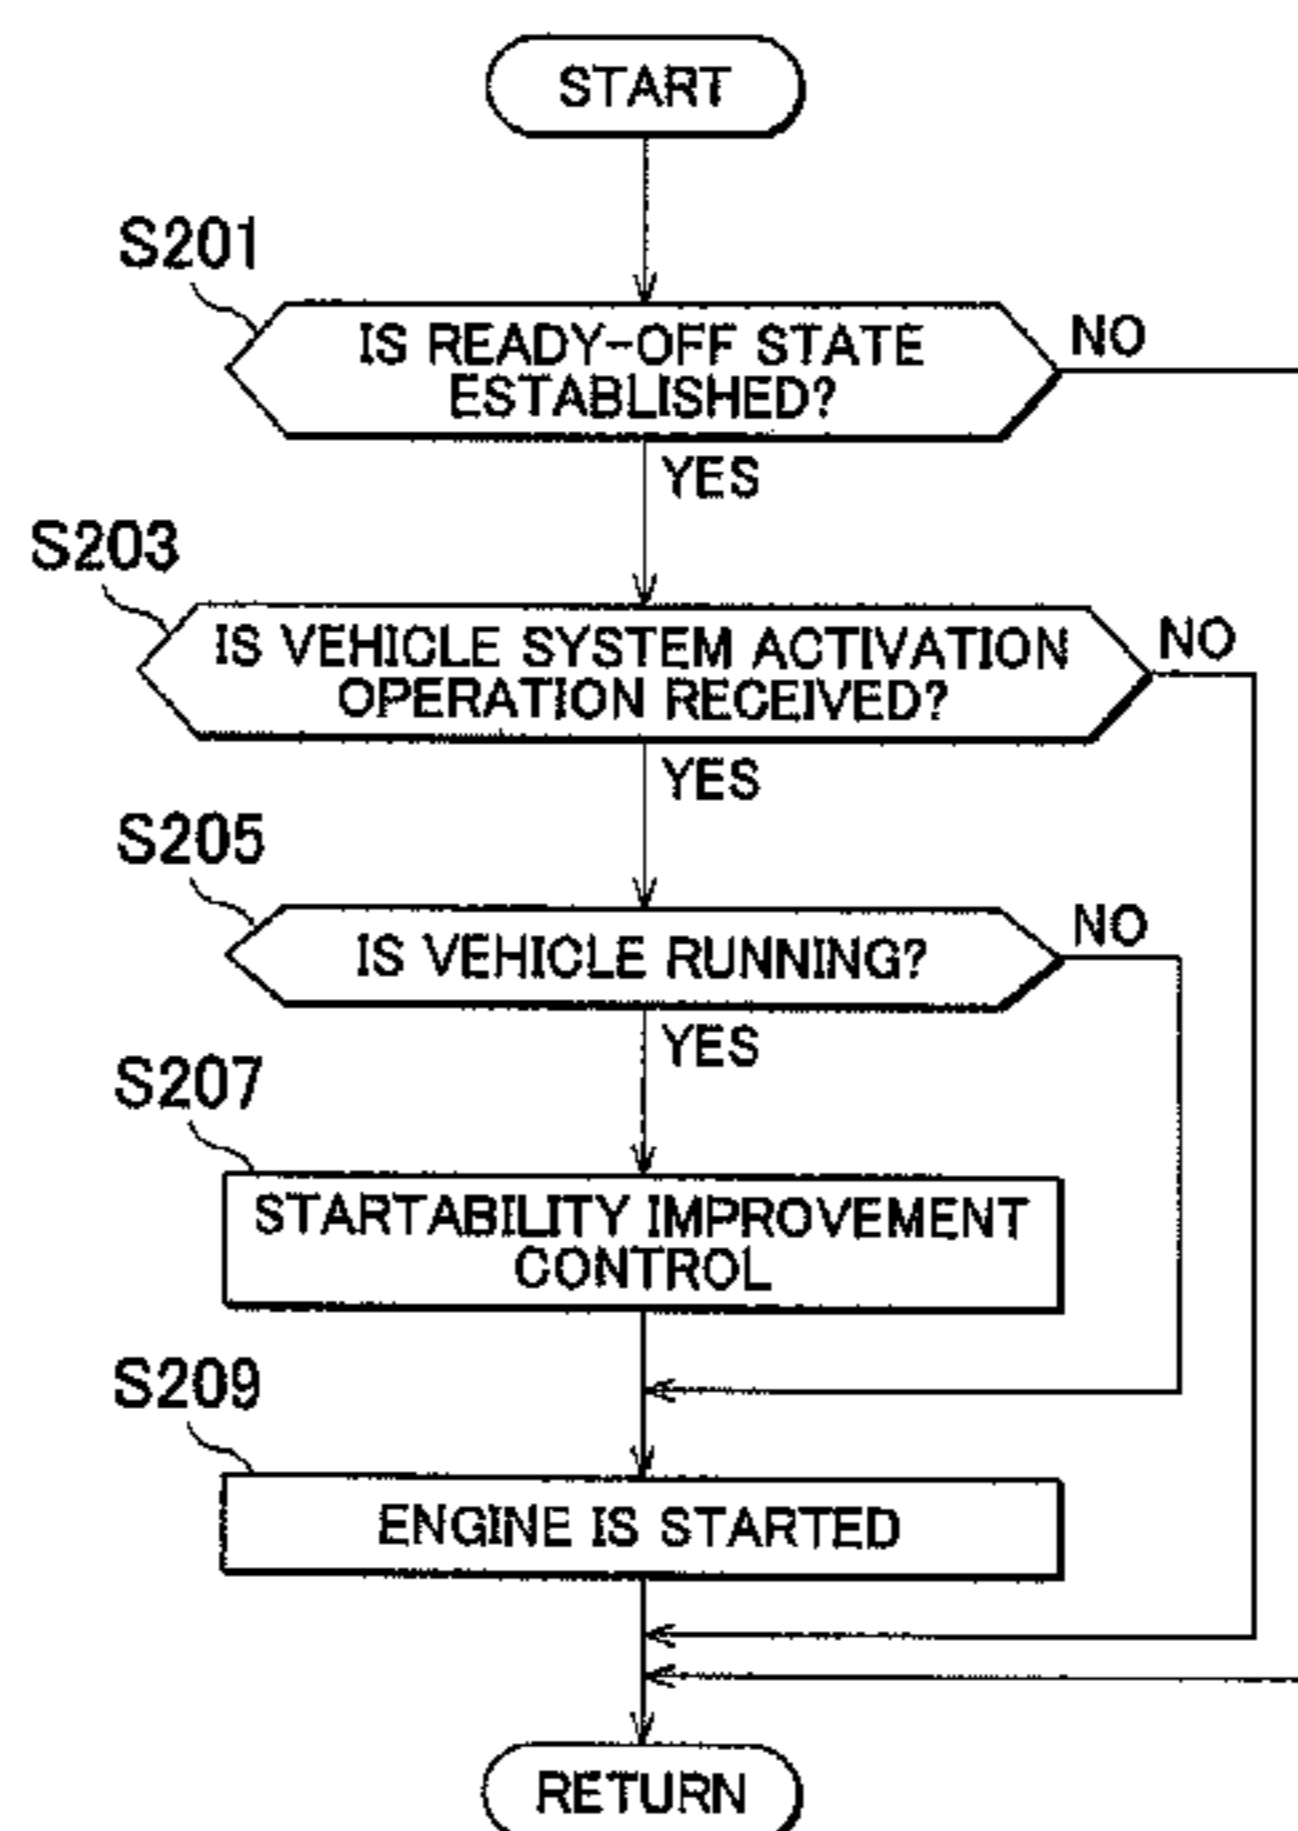 START
S201
IS READY-OFF STATE
ESTABLISHED?
NO
YES
S203
IS VEHICLE SYSTEM ACTIVATION
OPERATION RECEIVED?
NO
YES
S205
IS VEHICLE RUNNING?
NO
YES
S207
STARTABILITY IMPROVEMENT
CONTROL
S209
ENGINE IS STARTED
RETURN